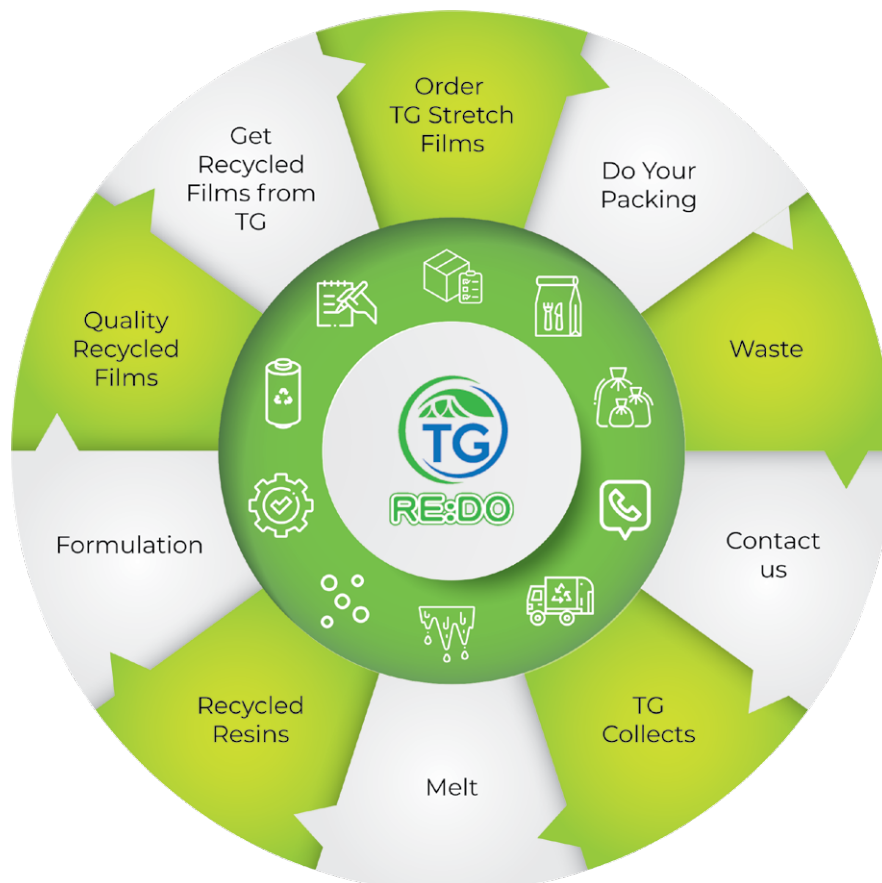 Order
TG Stretch
Films
Do Your
Packing
Waste
Contact
us
TG
Collects
Melt
Recycled
Resins
Formulation
Quality
Recycled
Films
Get
Recycled
Films from
TG
TG
RE:DO